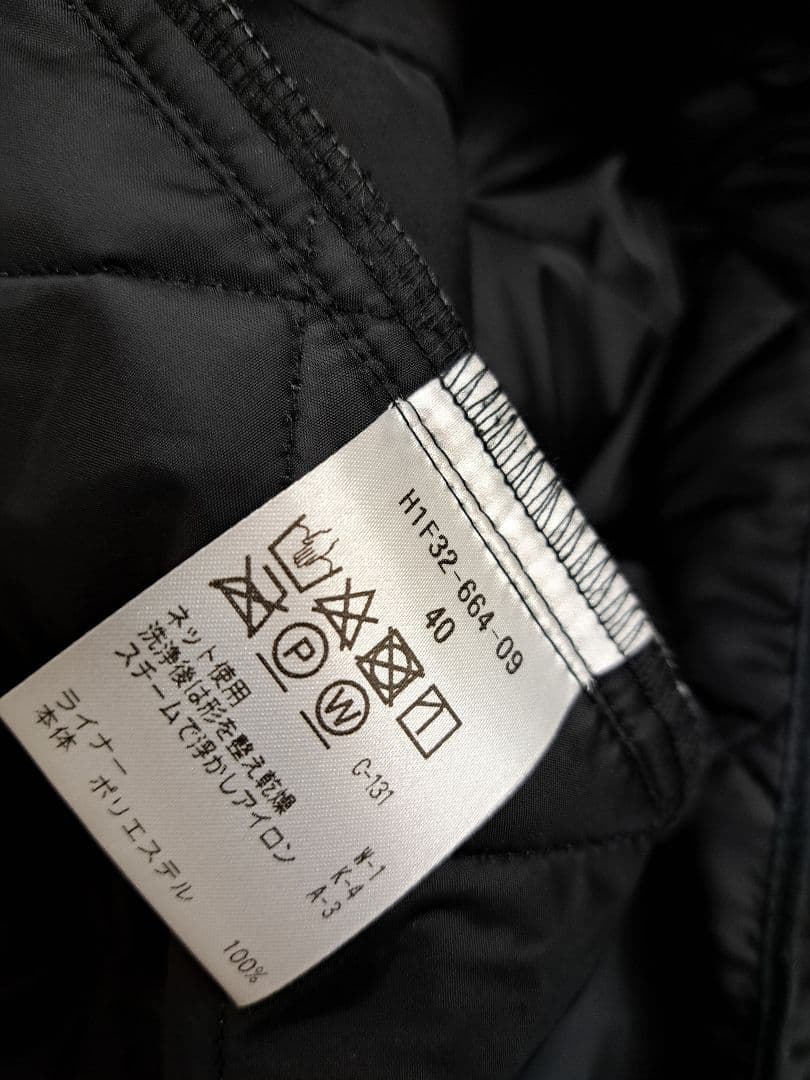 H1F32-664-09
40
P
W
C-131
ネット使用
洗浄後は形を整え乾燥
スチームで浮かしアイロン
W-1
K-4
A-3
ライナー
本体 ポリエステル 100%